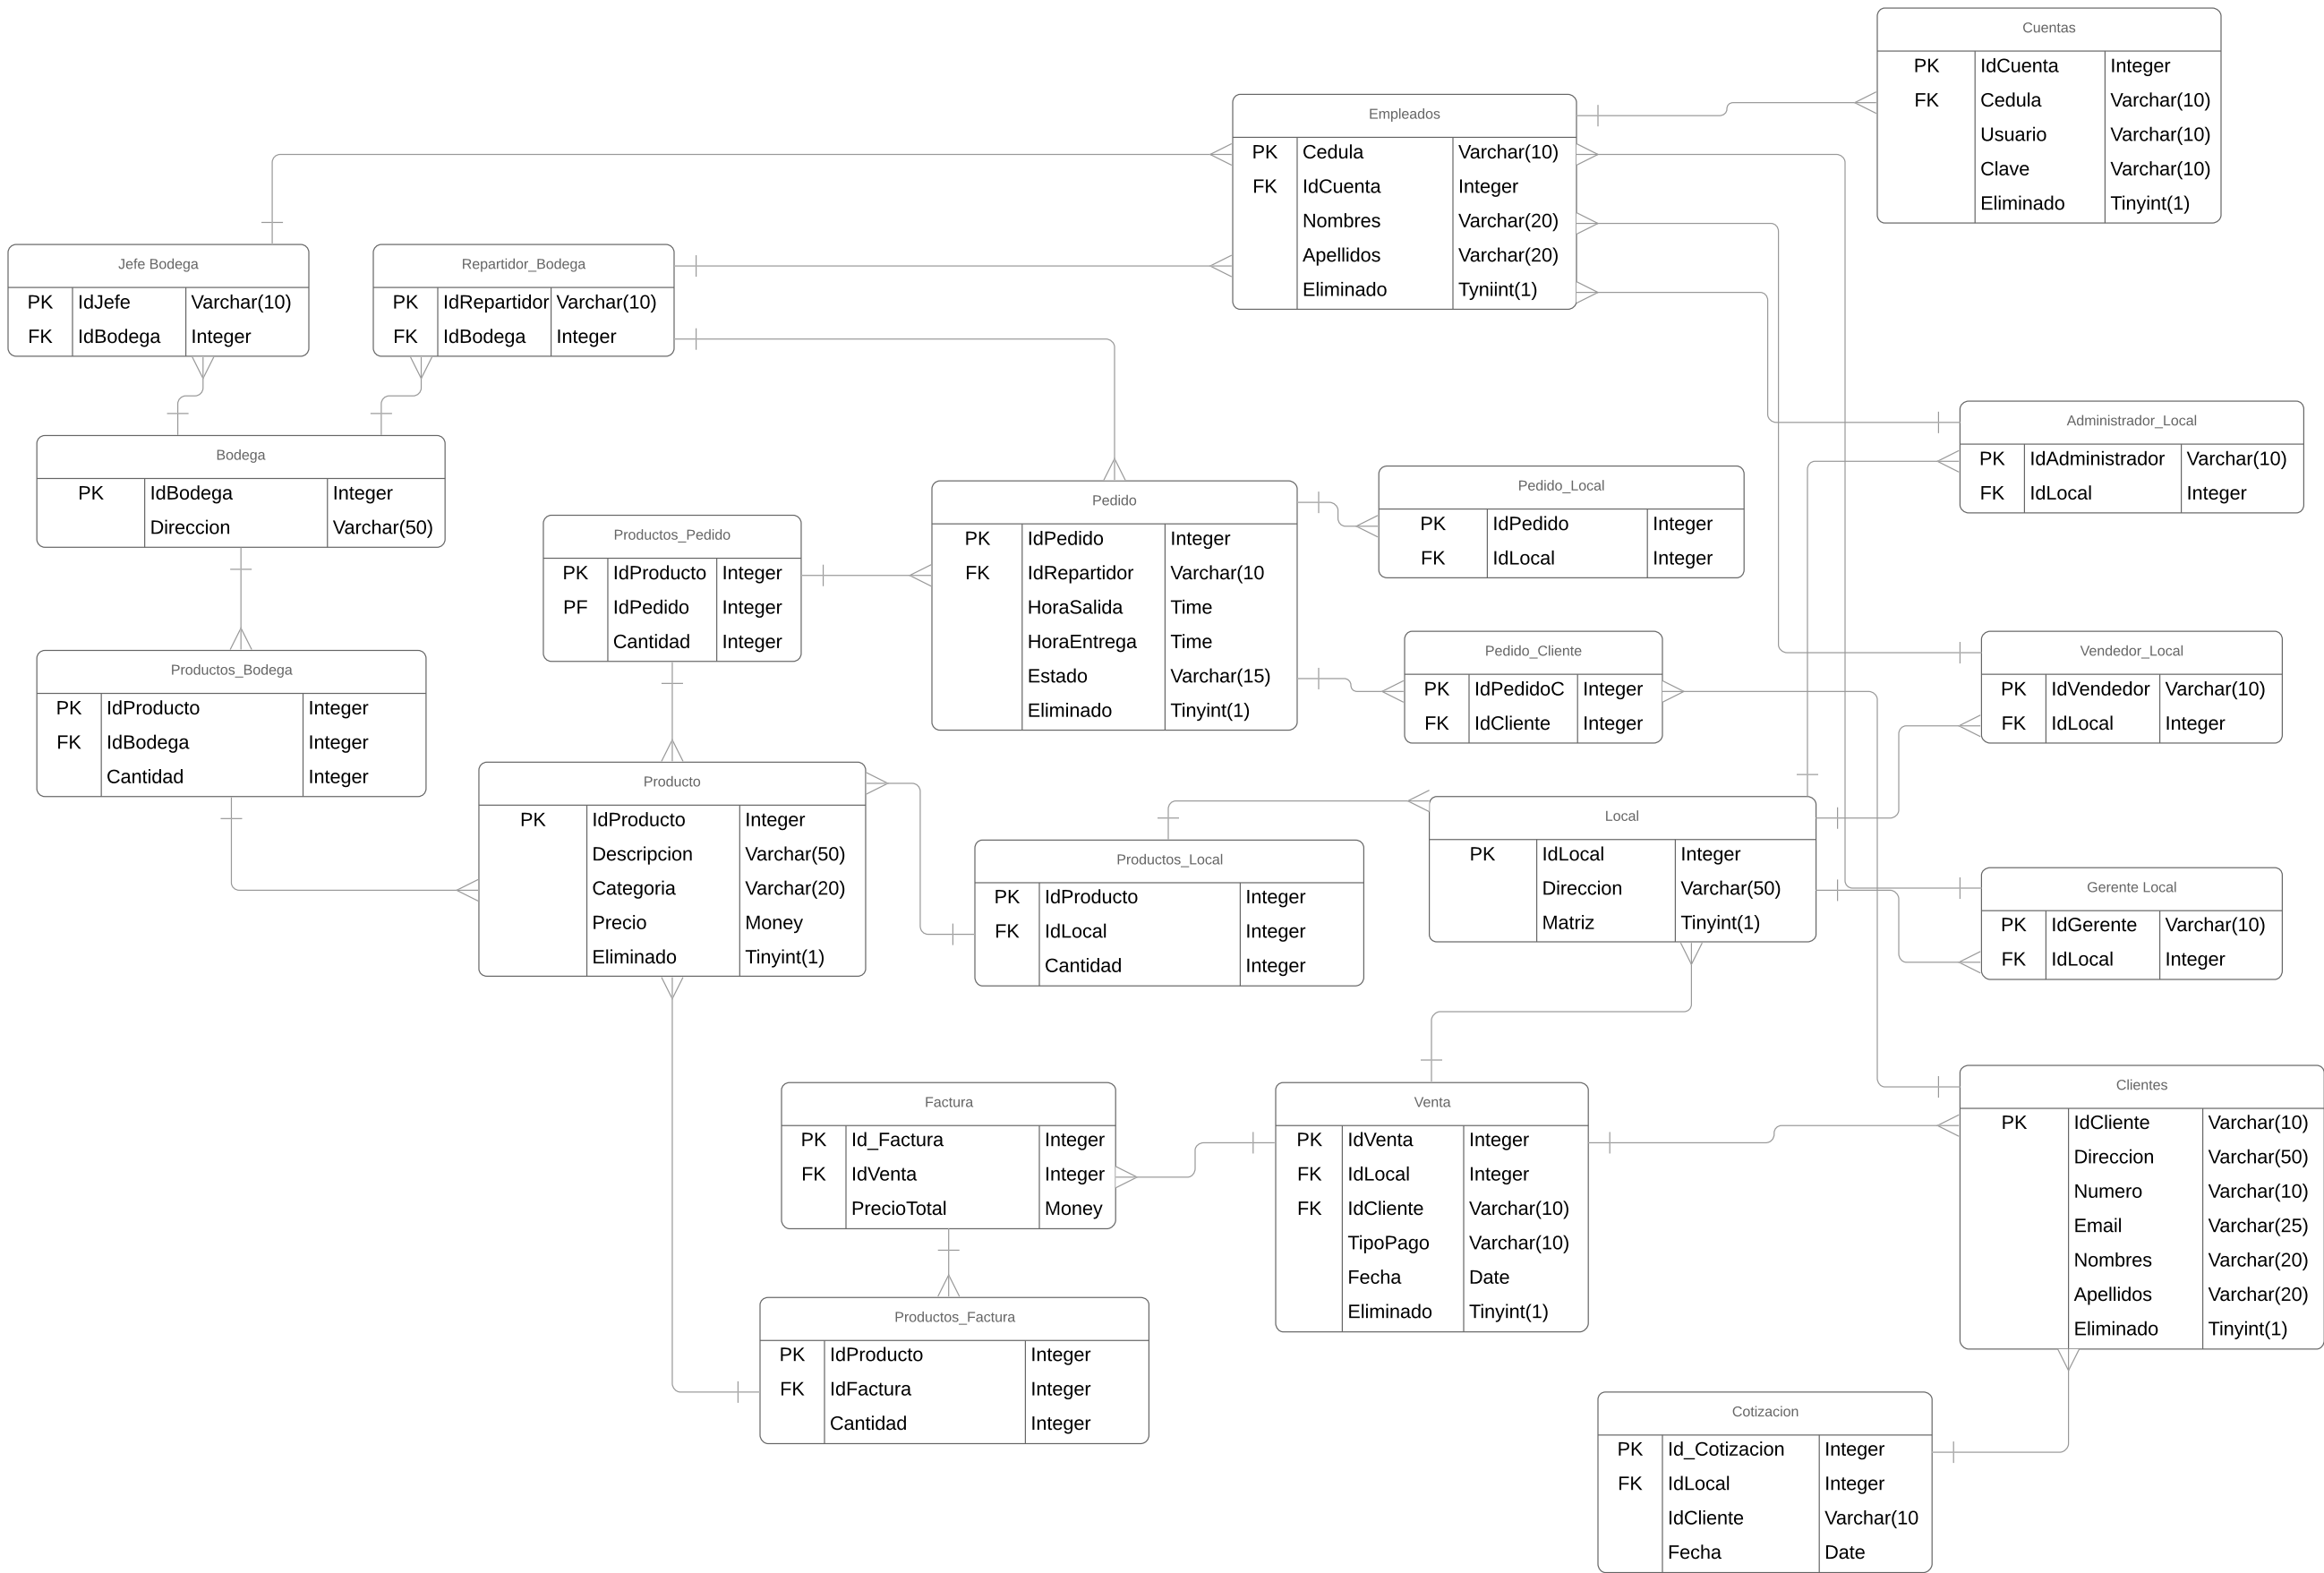 Cuentas
PK IdCuenta Integer
FK Cedula Varchar(10)
Usuario Varchar(10)
Clave Varchar(10)
Eliminado Tinyint(1)
Empleados
PK Cedula Varchar(10)
FK IdCuenta Integer
Nombres Varchar(20)
Apellidos Varchar(20)
Eliminado Tyniint(1)
Jefe Bodega
PK IdJefe Varchar(10)
FK IdBodega Integer
Repartidor_Bodega
PK IdRepartidor Varchar(10)
FK IdBodega Integer
Administrador_Local
PK IdAdministrador Varchar(10)
FK IdLocal Integer
Bodega
PK IdBodega Integer
Direccion Varchar(50)
Pedido_Local
PK IdPedido Integer
FK IdLocal Integer
Pedido
PK IdPedido Integer
FK IdRepartidor Varchar(10
HoraSalida Time
HoraEntrega Time
Estado Varchar(15)
Eliminado Tinyint(1)
Productos_Pedido
PK IdProducto Integer
PF IdPedido Integer
Cantidad Integer
Pedido_Cliente
PK IdPedidoC Integer
FK IdCliente Integer
Vendedor_Local
PK IdVendedor Varchar(10)
FK IdLocal Integer
Productos_Bodega
PK IdProducto Integer
FK IdBodega Integer
Cantidad Integer
Producto
PK IdProducto Integer
Descripcion Varchar(50)
Categoria Varchar(20)
Precio Money
Eliminado Tinyint(1)
Productos_Local
PK IdProducto Integer
FK IdLocal Integer
Cantidad Integer
Local
PK IdLocal Integer
Direccion Varchar(50)
Matriz Tinyint(1)
Gerente Local
PK IdGerente Varchar(10)
FK IdLocal Integer
Factura
PK Id_Factura Integer
FK IdVenta Integer
PrecioTotal Money
Venta
PK IdVenta Integer
FK IdLocal Integer
FK IdCliente Varchar(10)
TipoPago Varchar(10)
Fecha Date
Eliminado Tinyint(1)
Clientes
PK IdCliente Varchar(10)
Direccion Varchar(50)
Numero Varchar(10)
Email Varchar(25)
Nombres Varchar(20)
Apellidos Varchar(20)
Eliminado Tinyint(1)
Productos_Factura
PK IdProducto Integer
FK IdFactura Integer
Cantidad Integer
Cotizacion
PK Id_Cotizacion Integer
FK IdLocal Integer
IdCliente Varchar(10
Fecha Date